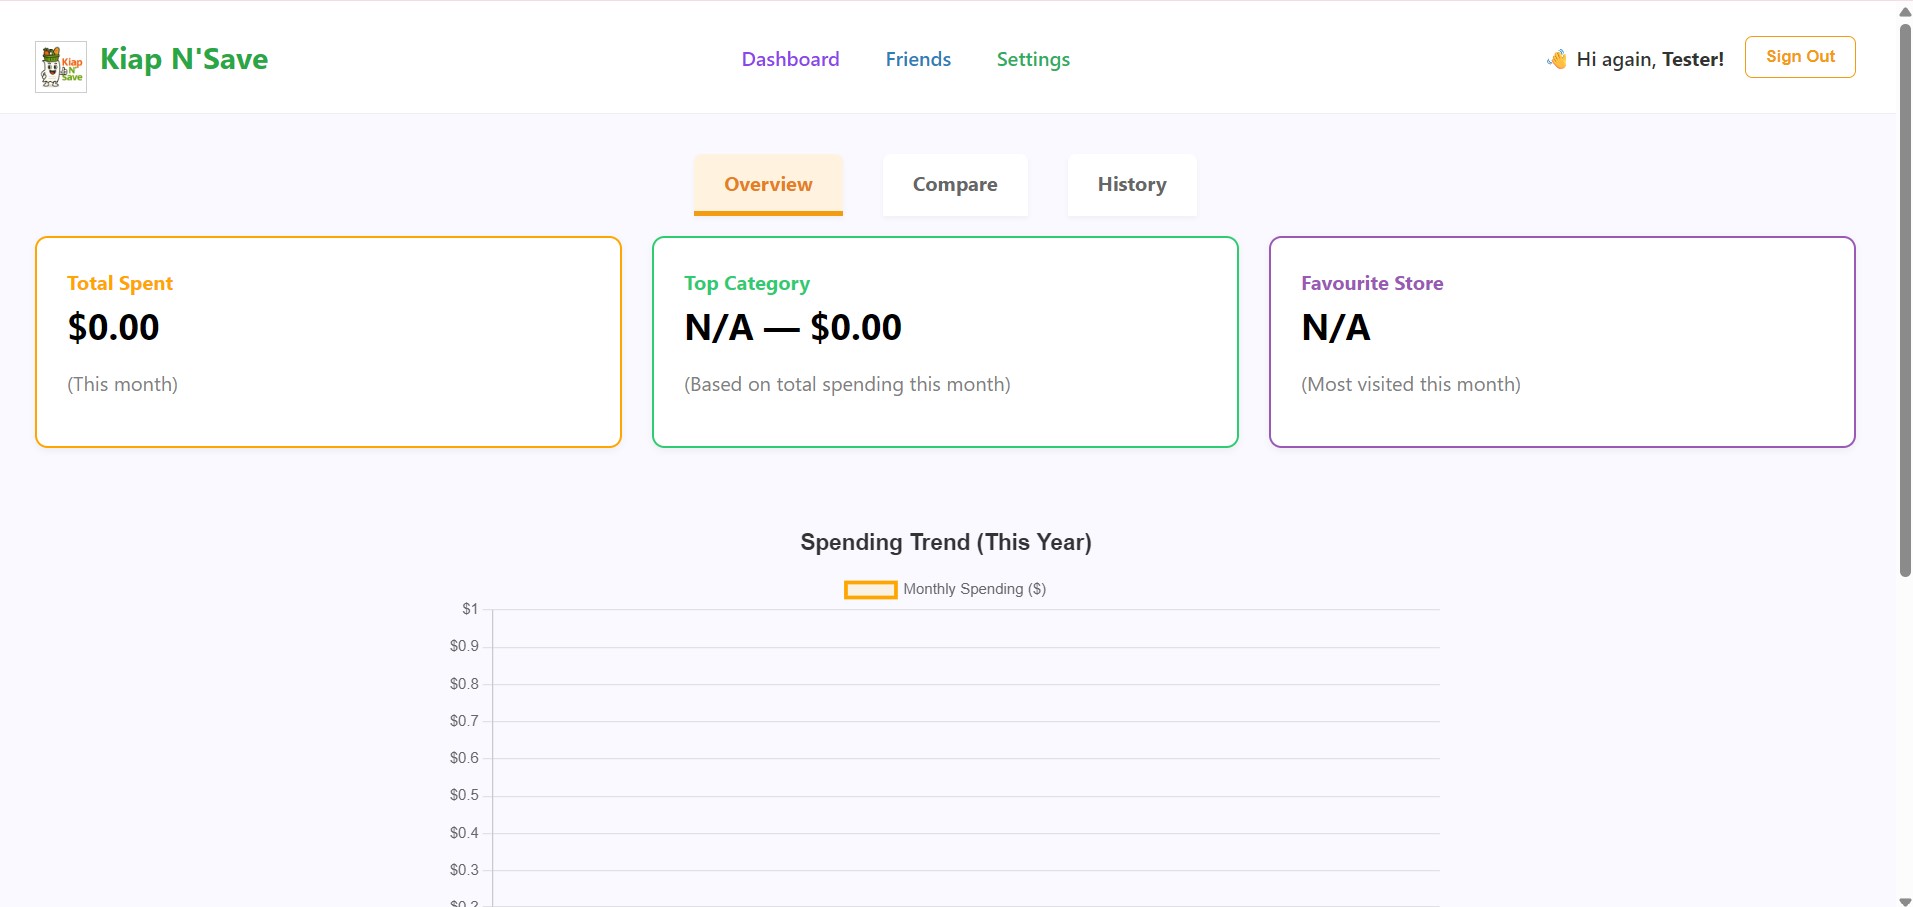 Kiap N'Save
Kiap N' Save
Dashboard
Friends
Settings
👋 Hi again, Tester!
Sign Out
Overview
Compare
History
Total Spent
$0.00
(This month)
Top Category
N/A — $0.00
(Based on total spending this month)
Favourite Store
N/A
(Most visited this month)
Spending Trend (This Year)
Monthly Spending ($)
$1
$0.9
$0.8
$0.7
$0.6
$0.5
$0.4
$0.3
$0.2